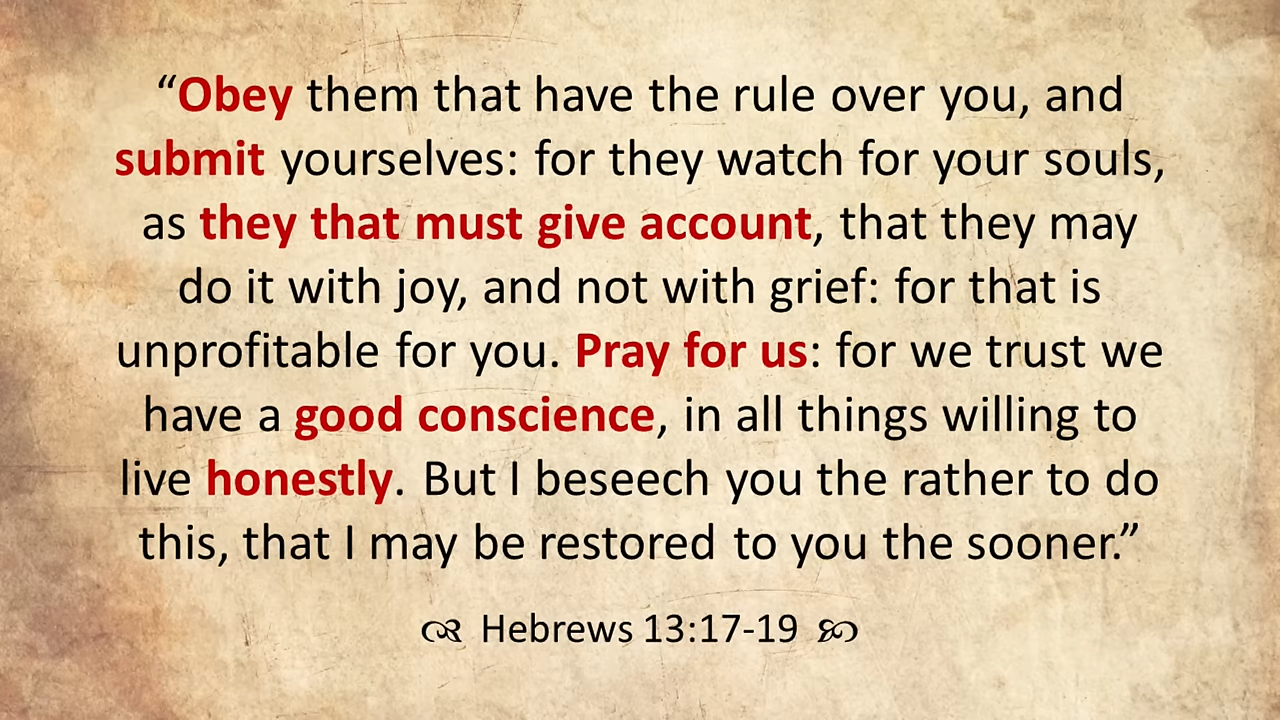 “Obey them that have the rule over you, and
submit yourselves: for they watch for your souls,
as they that must give account, that they may
do it with joy, and not with grief: for that is
unprofitable for you. Pray for us: for we trust we
have a good conscience, in all things willing to
live honestly. But I beseech you the rather to do
this, that I may be restored to you the sooner.”
Hebrews 13:17-19